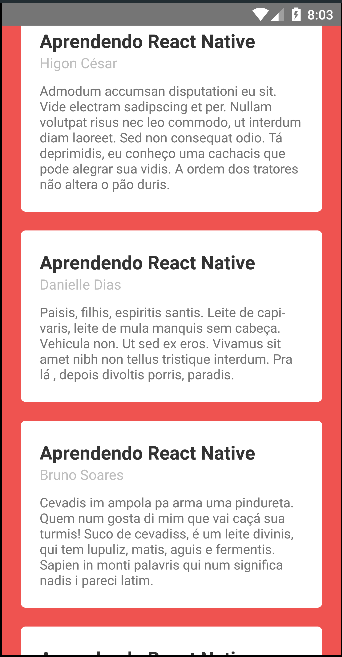 8:03
Aprendendo React Native
Higon César
Admodum accumsan disputationi eu sit.
Vide electram sadipscing et per. Nullam
volutpat risus nec leo commodo, ut interdum
diam laoreet. Sed non consequat odio. Tá
deprimidis, eu conheço uma cachacis que
pode alegrar sua vidis. A ordem dos tratores
não altera o pão duris.
Aprendendo React Native
Danielle Dias
Paisis, filhis, espiritis santis. Leite de capi-
varis, leite de mula manquis sem cabeça.
Vehicula non. Ut sed ex eros. Vivamus sit
amet nibh non tellus tristique interdum. Pra
lá , depois divoltis porris, paradis.
Aprendendo React Native
Bruno Soares
Cevadis im ampola pa arma uma pindureta.
Quem num gosta di mim que vai caçá sua
turmis! Suco de cevadiss, é um leite divinis,
qui tem lupuliz, matis, aguis e fermentis.
Sapien in monti palavris qui num significa
nadis i pareci latim.
Aprendendo React Native